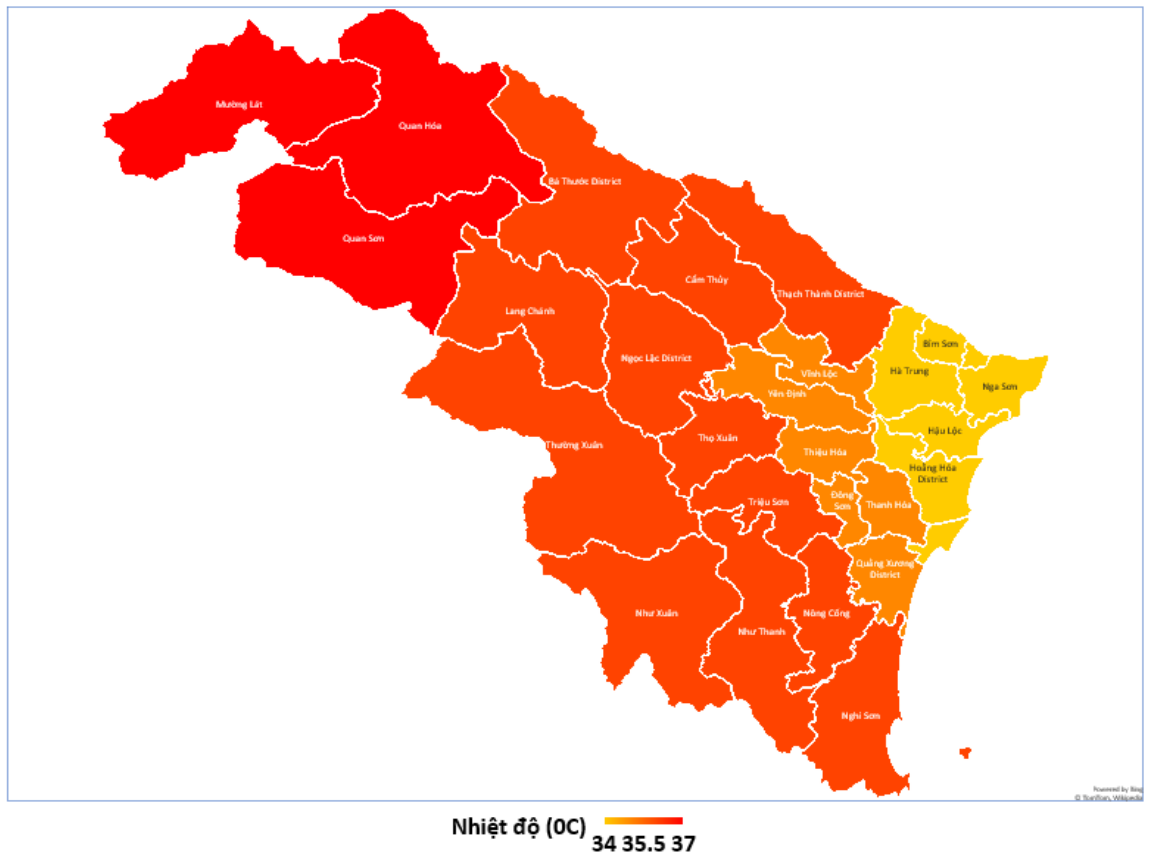 Mường Lát
Quan Hóa
Bá Thước District
Quan Sơn
Cẩm Thủy
Thạch Thành District
Lang Chánh
Bỉm Sơn
Ngọc Lặc District
Hà Trung
Vĩnh Lộc
Nga Sơn
Yên Định
Hậu Lộc
Thọ Xuân
Thường Xuân
Thiệu Hóa
Hoằng Hóa
District
Triệu Sơn
Đông
Sơn
Thanh Hóa
Quảng Xương
District
Như Xuân
Nông Cống
Như Thanh
Nghi Sơn
Powered by Bing
© TomTom, Wikipedia
Nhiệt độ (0C)
34 35.5 37